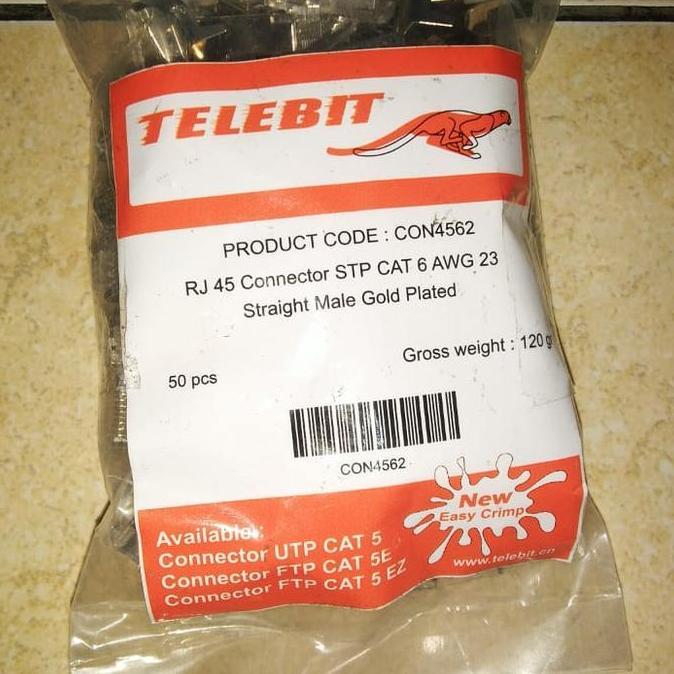 TELEBIT
PRODUCT CODE : CON4562
RJ 45 Connector STP CAT 6 AWG 23
Straight Male Gold Plated
50 pcs
Gross weight : 120 gr
CON4562
New
Easy Crimp
Available :
Connector UTP CAT 5
Connector FTP CAT 5E
Connector FTP CAT 5 EZ
www.telebit.cn